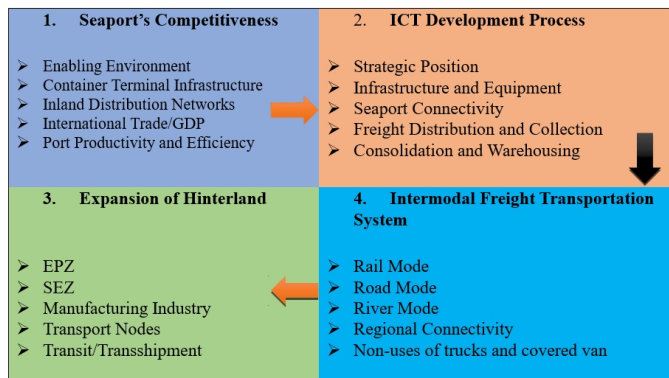 1. Seaport's Competitiveness
➢ Enabling Environment
➢ Container Terminal Infrastructure
➢ Inland Distribution Networks
➢ International Trade/GDP
➢ Port Productivity and Efficiency
2. ICT Development Process
➢ Strategic Position
➢ Infrastructure and Equipment
➢ Seaport Connectivity
➢ Freight Distribution and Collection
➢ Consolidation and Warehousing
3. Expansion of Hinterland
➢ EPZ
➢ SEZ
➢ Manufacturing Industry
➢ Transport Nodes
➢ Transit/Transshipment
4. Intermodal Freight Transportation
System
➢ Rail Mode
➢ Road Mode
➢ River Mode
➢ Regional Connectivity
➢ Non-uses of trucks and covered van